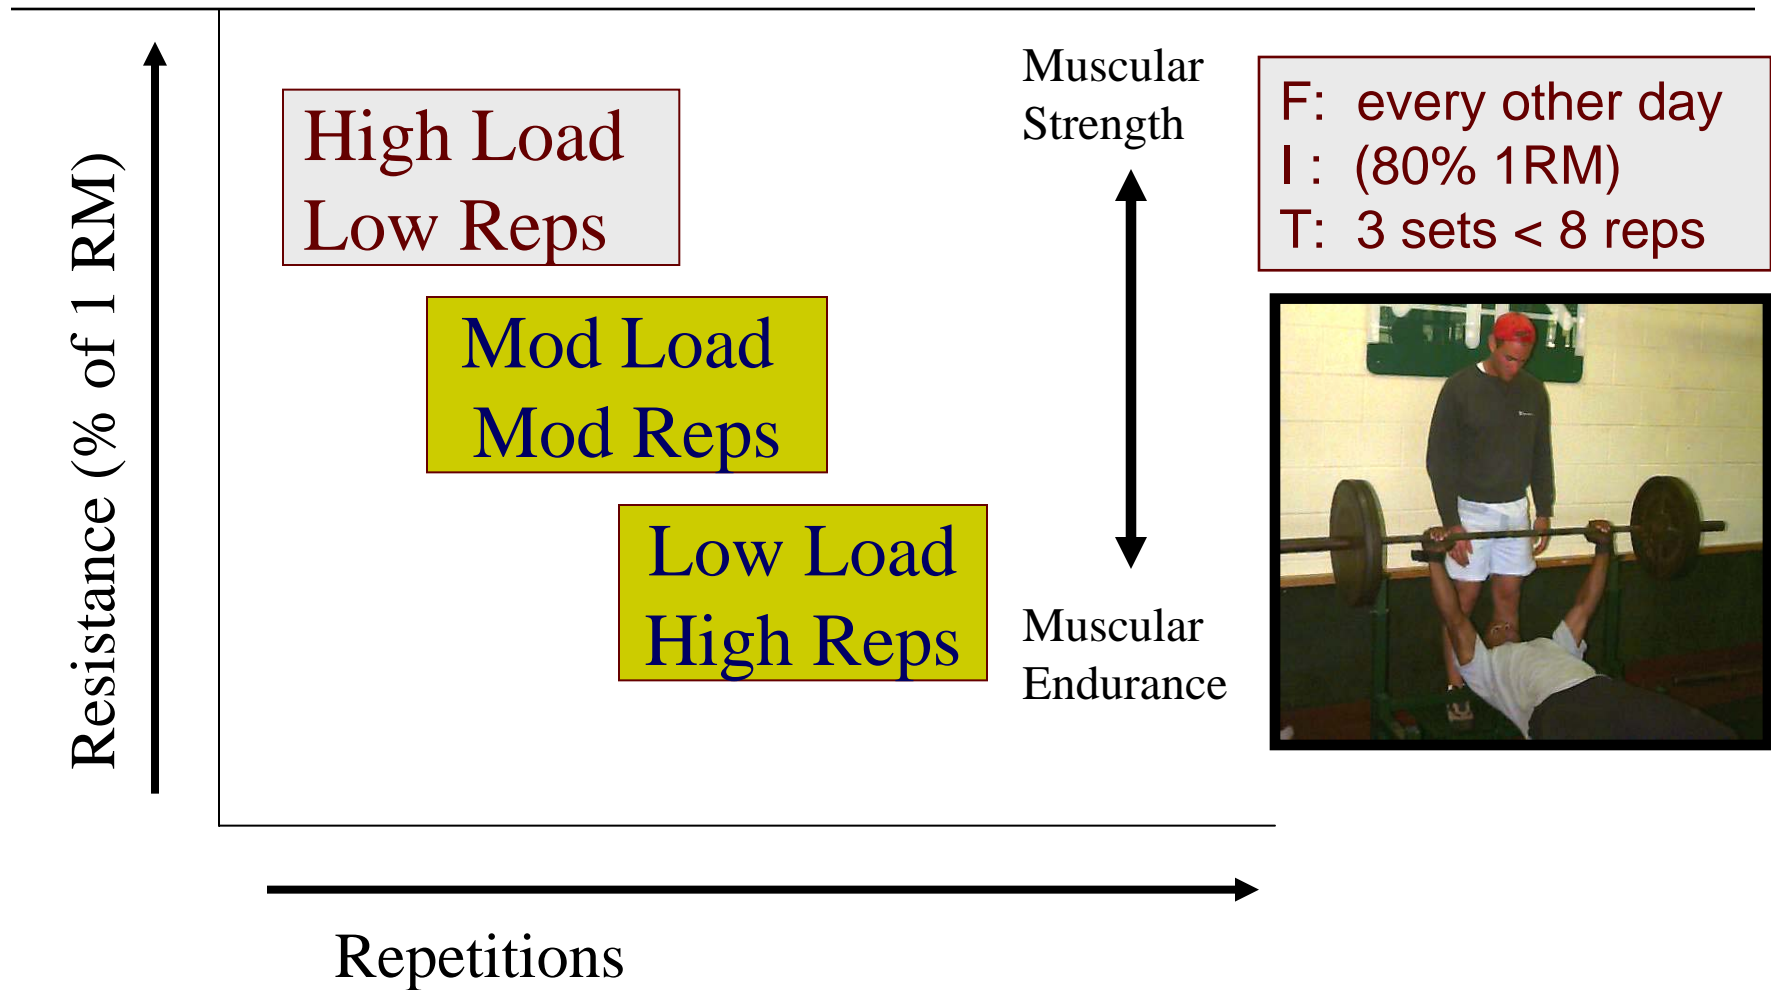 Resistance (% of 1 RM)
High Load
Low Reps
Mod Load
Mod Reps
Low Load
High Reps
Muscular
Strength
Muscular
Endurance
F: every other day
I : (80% 1RM)
T: 3 sets < 8 reps
Repetitions